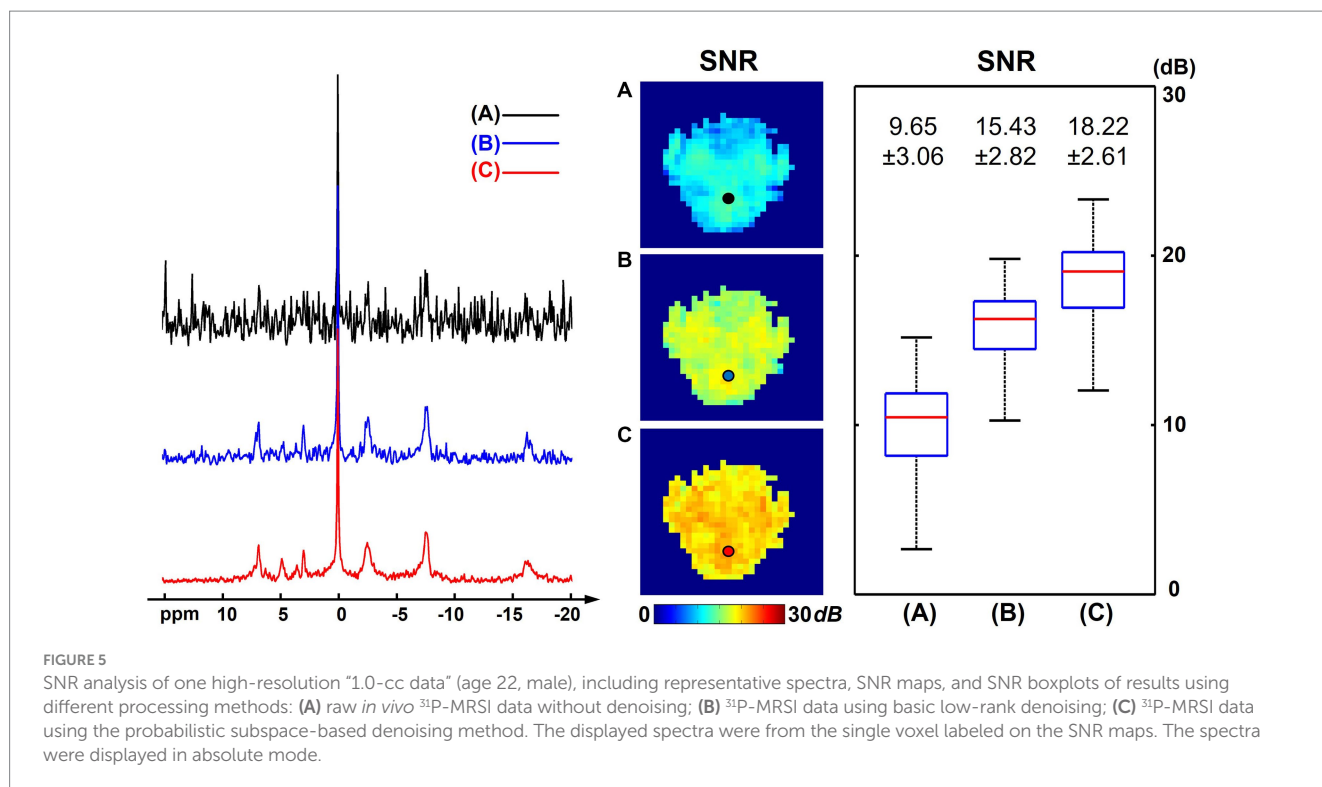 (A)
(B)
(C)
ppm 10 5 0 -5 -10 -15 -20
SNR
A
B
C
0 30 dB
SNR
(dB)
30
20
10
0
9.65 15.43 18.22
±3.06 ±2.82 ±2.61
(A) (B) (C)
FIGURE 5
SNR analysis of one high-resolution “1.0-cc data” (age 22, male), including representative spectra, SNR maps, and SNR boxplots of results using
different processing methods: (A) raw in vivo ³¹P-MRSI data without denoising; (B) ³¹P-MRSI data using basic low-rank denoising; (C) ³¹P-MRSI data
using the probabilistic subspace-based denoising method. The displayed spectra were from the single voxel labeled on the SNR maps. The spectra
were displayed in absolute mode.